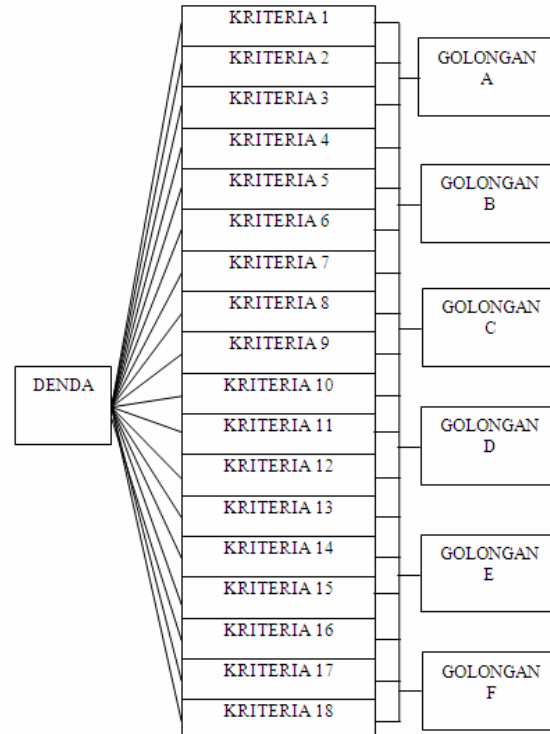 DENDA
KRITERIA 1
KRITERIA 2
KRITERIA 3
KRITERIA 4
KRITERIA 5
KRITERIA 6
KRITERIA 7
KRITERIA 8
KRITERIA 9
KRITERIA 10
KRITERIA 11
KRITERIA 12
KRITERIA 13
KRITERIA 14
KRITERIA 15
KRITERIA 16
KRITERIA 17
KRITERIA 18
GOLONGAN
A
GOLONGAN
B
GOLONGAN
C
GOLONGAN
D
GOLONGAN
E
GOLONGAN
F